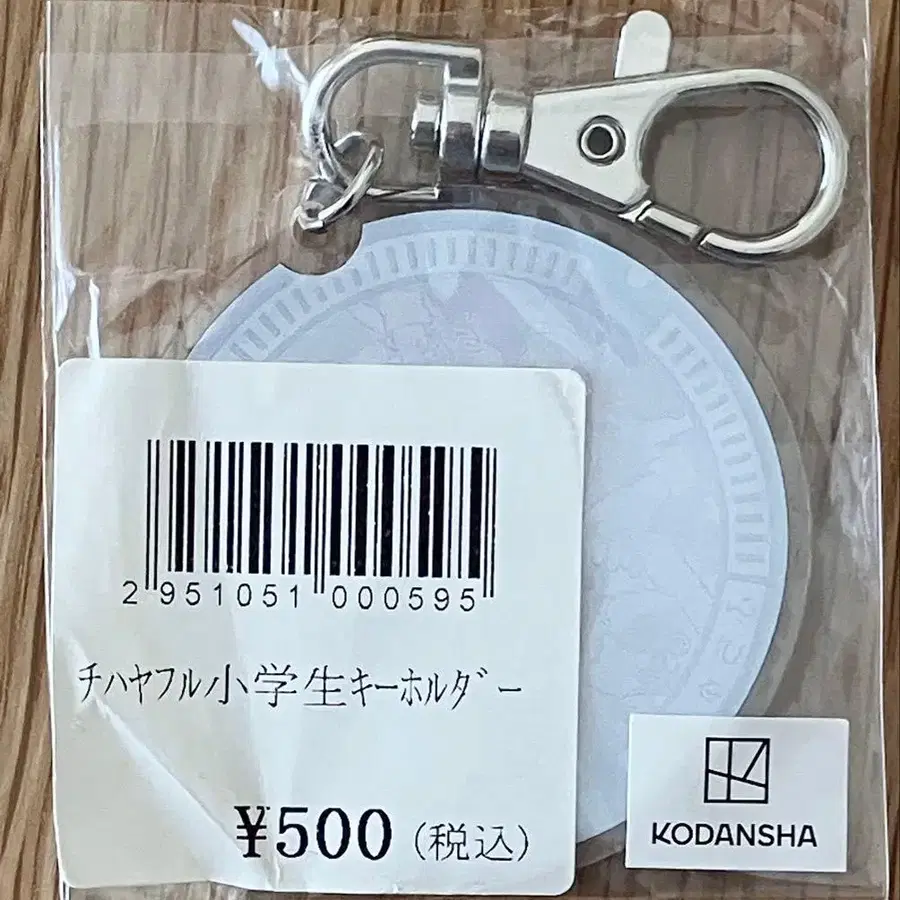 2 951051 000595
ﾁﾊﾔﾌﾙ小学生ｷｰﾎﾙﾀﾞｰ
¥500 (税込)
KODANSHA